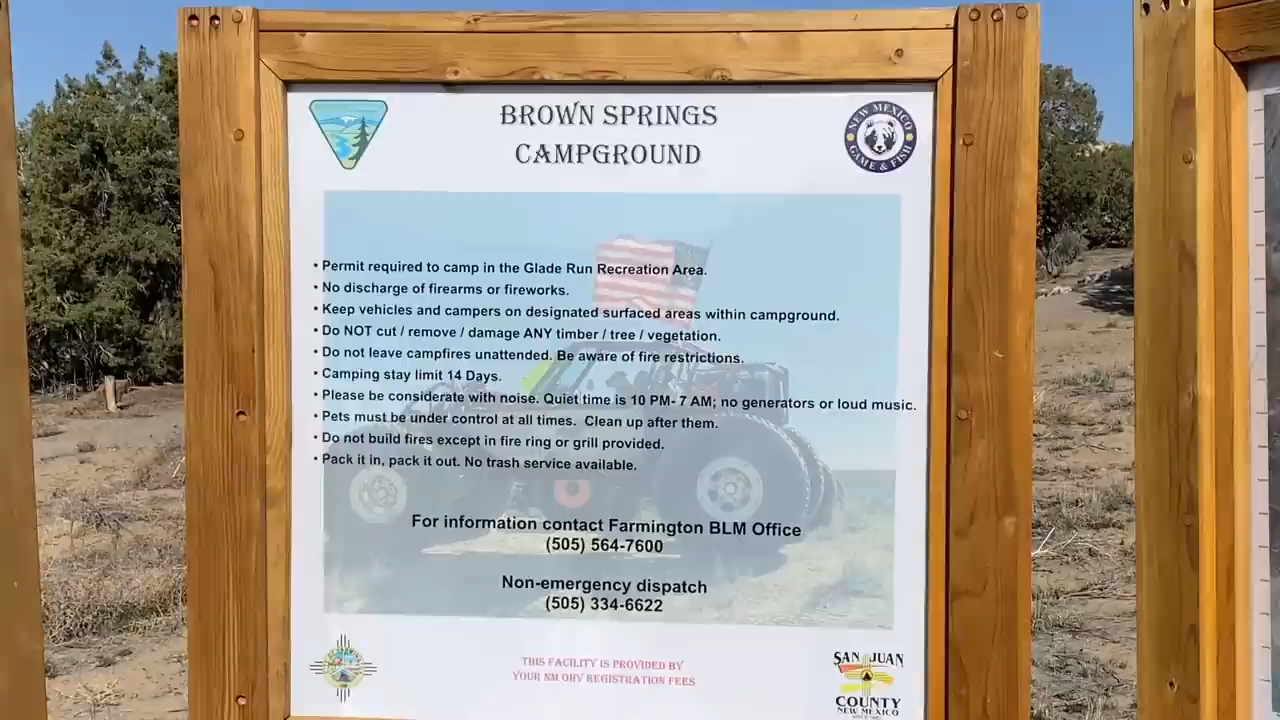 BROWN SPRINGS
CAMPGROUND
NEW MEXICO
GAME & FISH
• Permit required to camp in the Glade Run Recreation Area.
• No discharge of firearms or fireworks.
• Keep vehicles and campers on designated surfaced areas within campground.
• Do NOT cut / remove / damage ANY timber / tree / vegetation.
• Do not leave campfires unattended. Be aware of fire restrictions.
• Camping stay limit 14 Days.
• Please be considerate with noise. Quiet time is 10 PM- 7 AM; no generators or loud music.
• Pets must be under control at all times. Clean up after them.
• Do not build fires except in fire ring or grill provided.
• Pack it in, pack it out. No trash service available.
For information contact Farmington BLM Office
(505) 564-7600
Non-emergency dispatch
(505) 334-6622
THIS FACILITY IS PROVIDED BY
YOUR NM OHV REGISTRATION FEES
SAN JUAN
COUNTY
NEW MEXICO